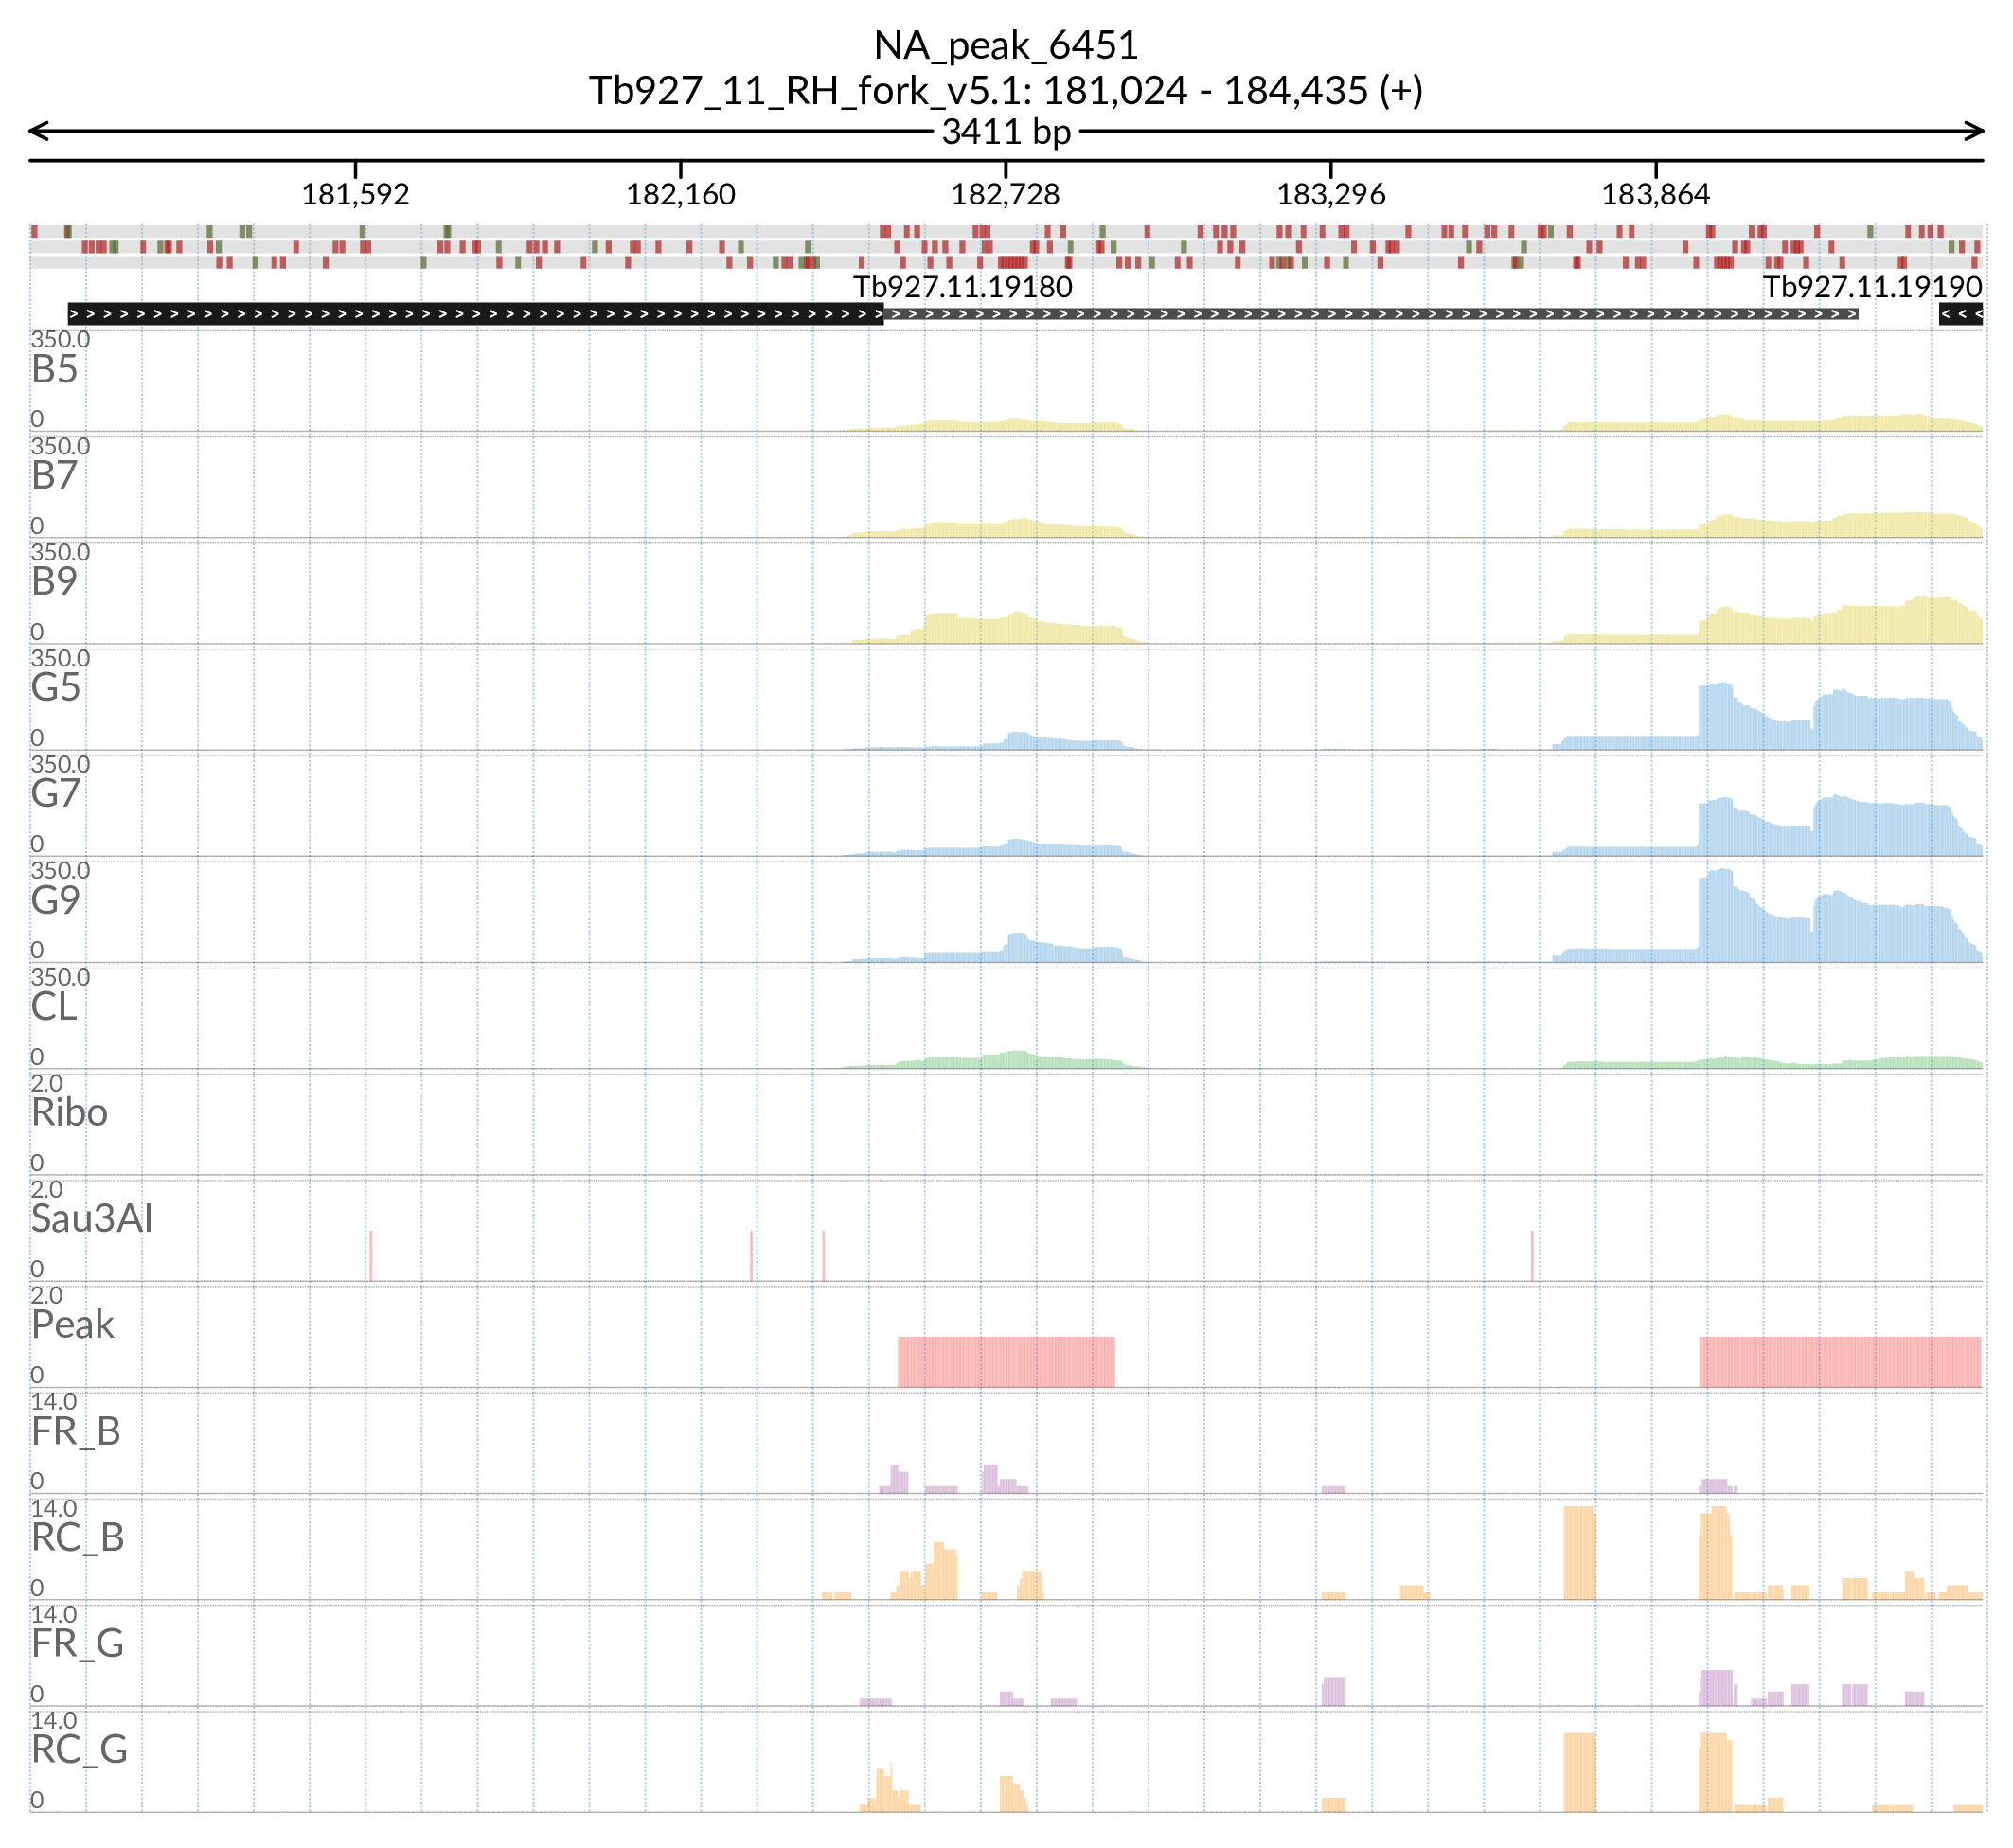 NA_peak_6451
Tb927_11_RH_fork_v5.1: 181,024 - 184,435 (+)
3411 bp
181,592 182,160 182,728 183,296 183,864
Tb927.11.19180 Tb927.11.19190
350.0
B5
0
350.0
B7
0
350.0
B9
0
350.0
G5
0
350.0
G7
0
350.0
G9
0
350.0
CL
0
2.0
Ribo
0
2.0
Sau3AI
0
2.0
Peak
0
14.0
FR_B
0
14.0
RC_B
0
14.0
FR_G
0
14.0
RC_G
0